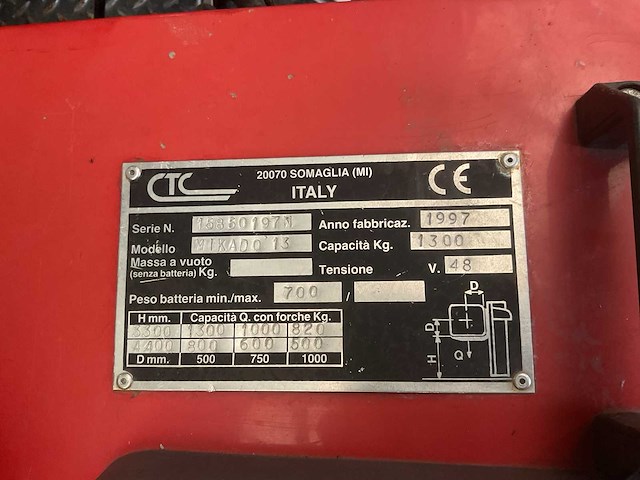 CTC
20070 SOMAGLIA (MI)
ITALY
CE
Serie N.
Anno fabbricaz. 1997
Modello MIKADO 13
Capacità Kg. 1300
Massa a vuoto
(senza batteria) Kg.
Tensione V. 48
Peso batteria min./max. 700 /
H mm. Capacità Q. con forche Kg.
3300 1300 1000 820
4400 800 600 500
D mm. 500 750 1000
D
D
Q
H